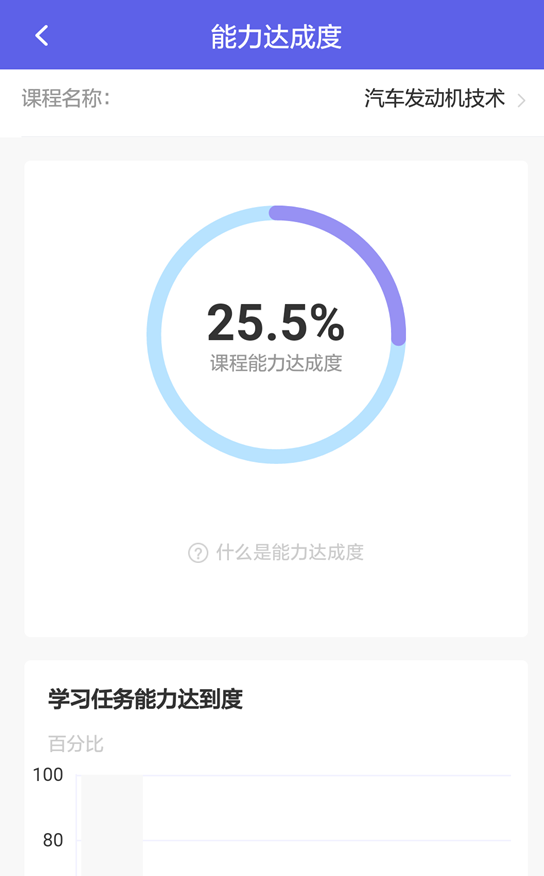 能力达成度
课程名称：
汽车发动机技术
25.5%
课程能力达成度
什么是能力达成度
学习任务能力达到度
百分比
100
80